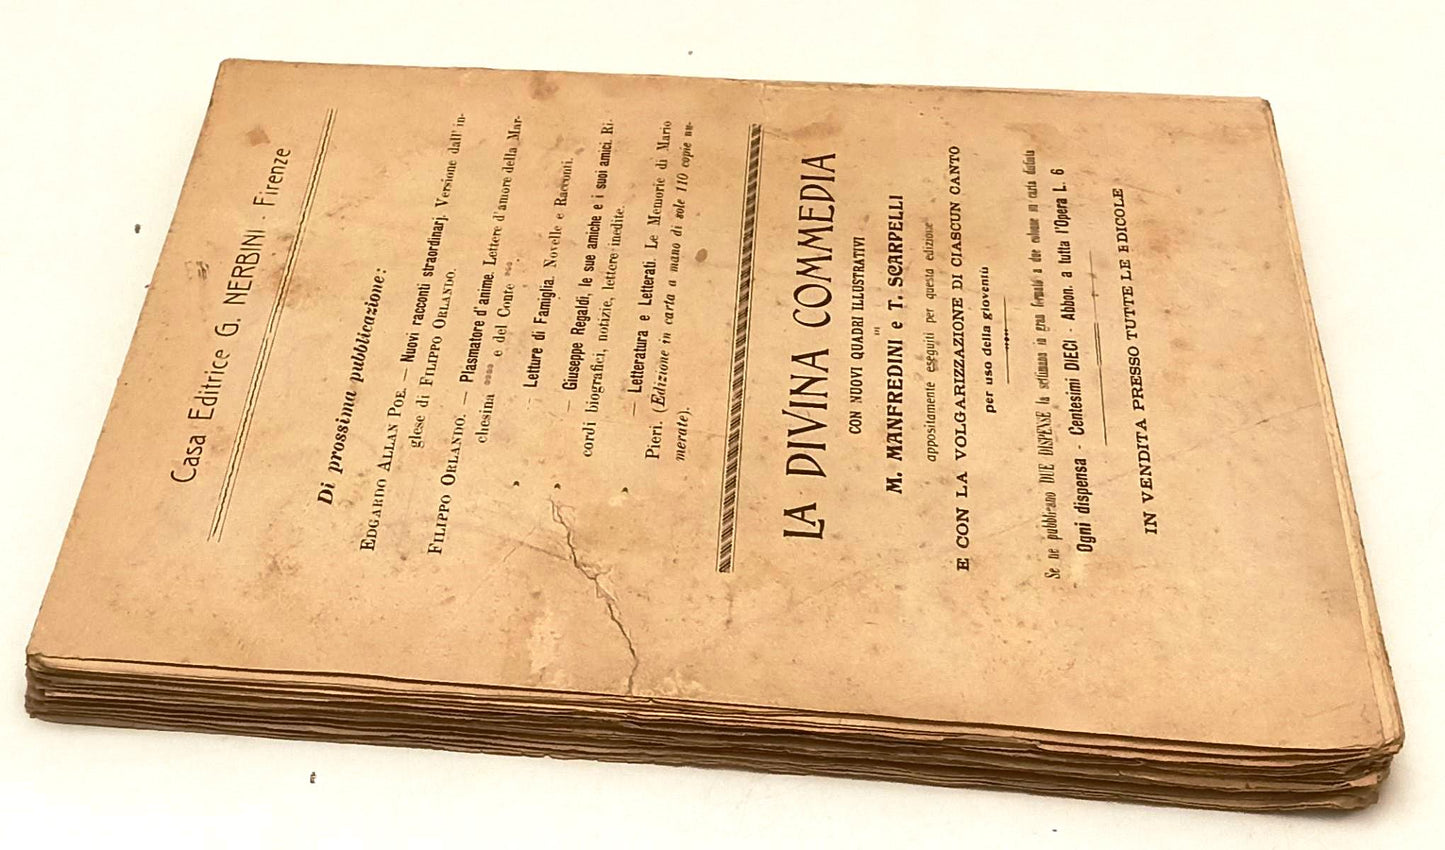 Casa Editrice G. NERBINI - Firenze
Di prossima pubblicazione:
EDGARDO ALLAN POE. — Nuovi racconti straordinarj. Versione dall' in-
glese di FILIPPO ORLANDO.
FILIPPO ORLANDO. — Plasmatore d'anime. Lettere d'amore della Mar-
chesina **** e del Conte ***
» — Letture di Famiglia. Novelle e Racconti.
» — Giuseppe Regaldi, le sue amiche e i suoi amici. Ri-
cordi biografici, notizie, lettere inedite.
» — Letteratura e Letterati. Le Memorie di Mario
Pieri. (Edizione in carta a mano di sole 110 copie nu-
merate).
LA DIVINA COMMEDIA
CON NUOVI QUADRI ILLUSTRATIVI
DI
M. MANFREDINI e T. SCARPELLI
appositamente eseguiti per questa edizione
E CON LA VOLGARIZZAZIONE DI CIASCUN CANTO
per uso della gioventù
Se ne pubblicano DUE DISPENSE la settimana in gran formato a due colonne su carta distinta
Ogni dispensa - Centesimi DIECI - Abbon. a tutta l'Opera L. 6
IN VENDITA PRESSO TUTTE LE EDICOLE